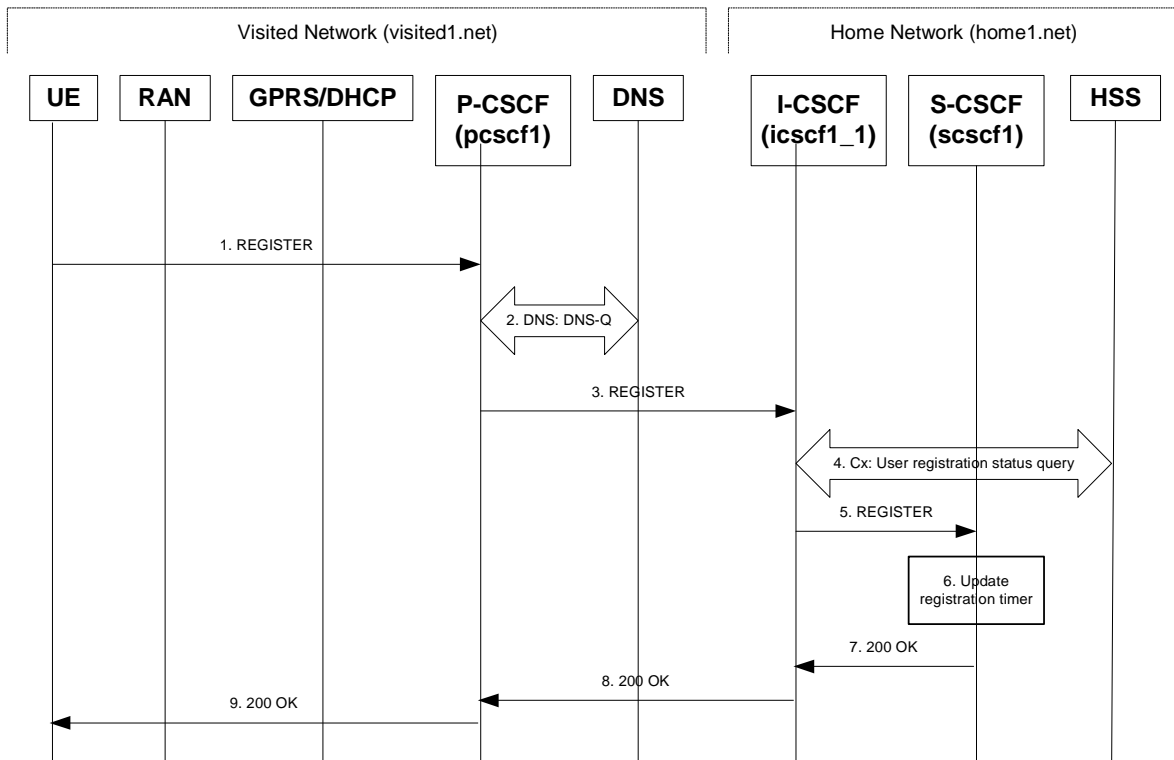 Visited Network (visited1.net)
Home Network (home1.net)
UE
RAN
GPRS/DHCP
P-CSCF
(pcscf1)
DNS
I-CSCF
(icscf1_1)
S-CSCF
(scscf1)
HSS
1. REGISTER
2. DNS: DNS-Q
3. REGISTER
4. Cx: User registration status query
5. REGISTER
6. Update
registration timer
7. 200 OK
8. 200 OK
9. 200 OK